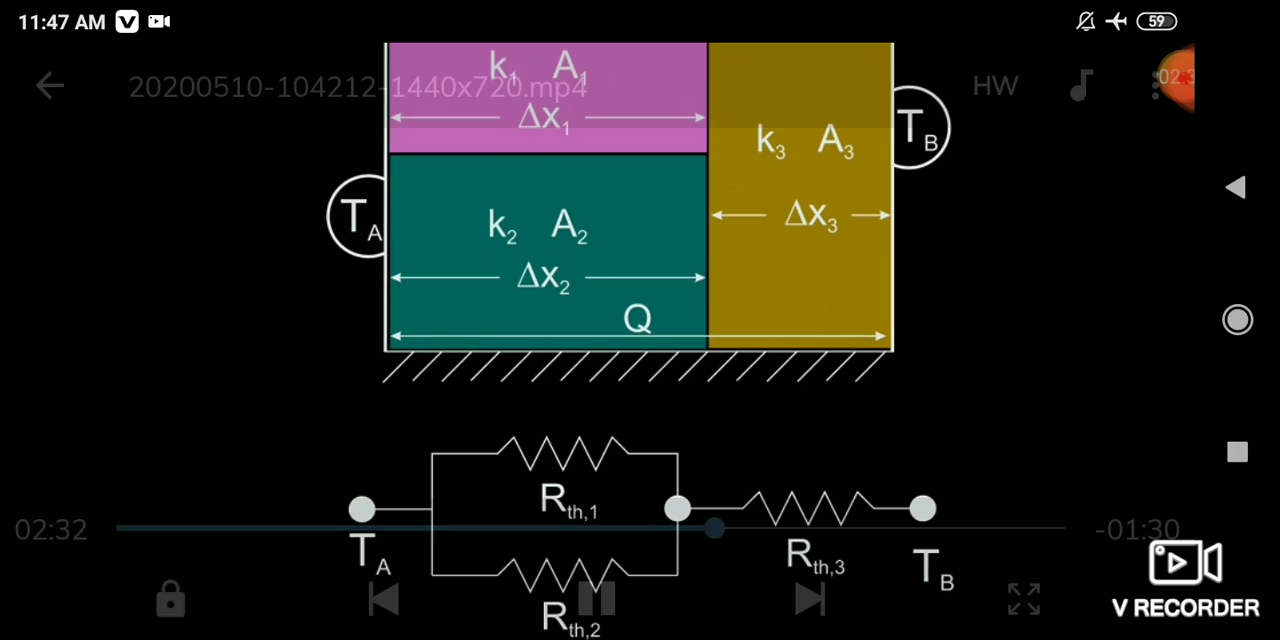 11:47 AM V 59
20200510-104212-1440x720.mp4 HW
k1 A1
Δx1
k3 A3
TB
TA
k2 A2
Δx3
Δx2
Q
Rth,1
02:32 -01:30
TA
Rth,3
TB
Rth,2
V RECORDER